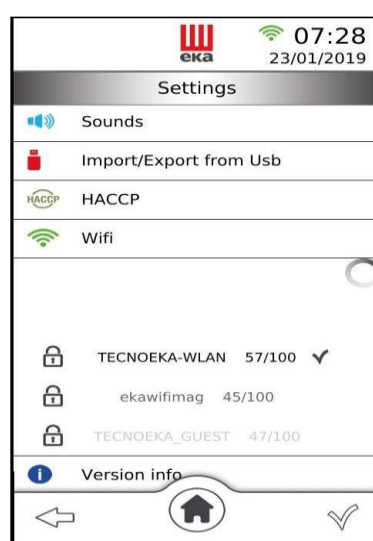 07:28
eka
23/01/2019
Settings
Sounds
Import/Export from Usb
HACCP HACCP
Wifi
TECNOEKA-WLAN 57/100
ekawifimag 45/100
TECNOEKA_GUEST 47/100
i Version info